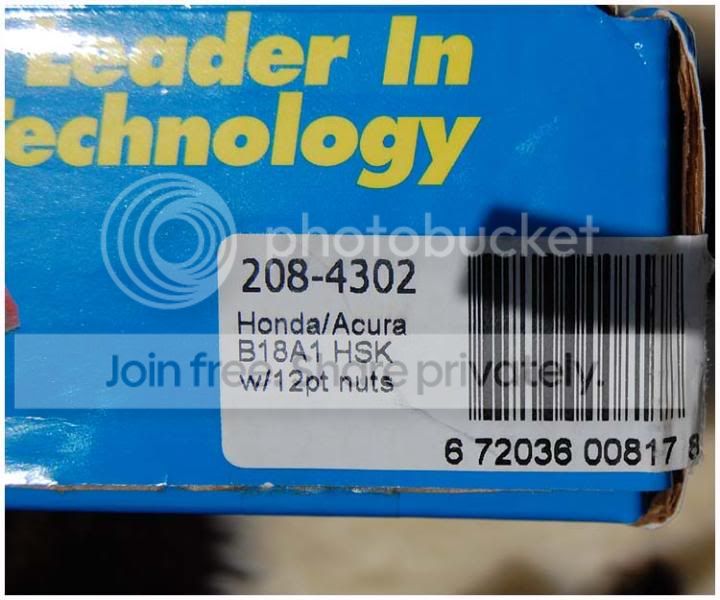 Leader In
Technology
photobucket
208-4302
Honda/Acura
B18A1 HSK
Join free. Share privately.
w/12pt nuts
6 72036 00817 8